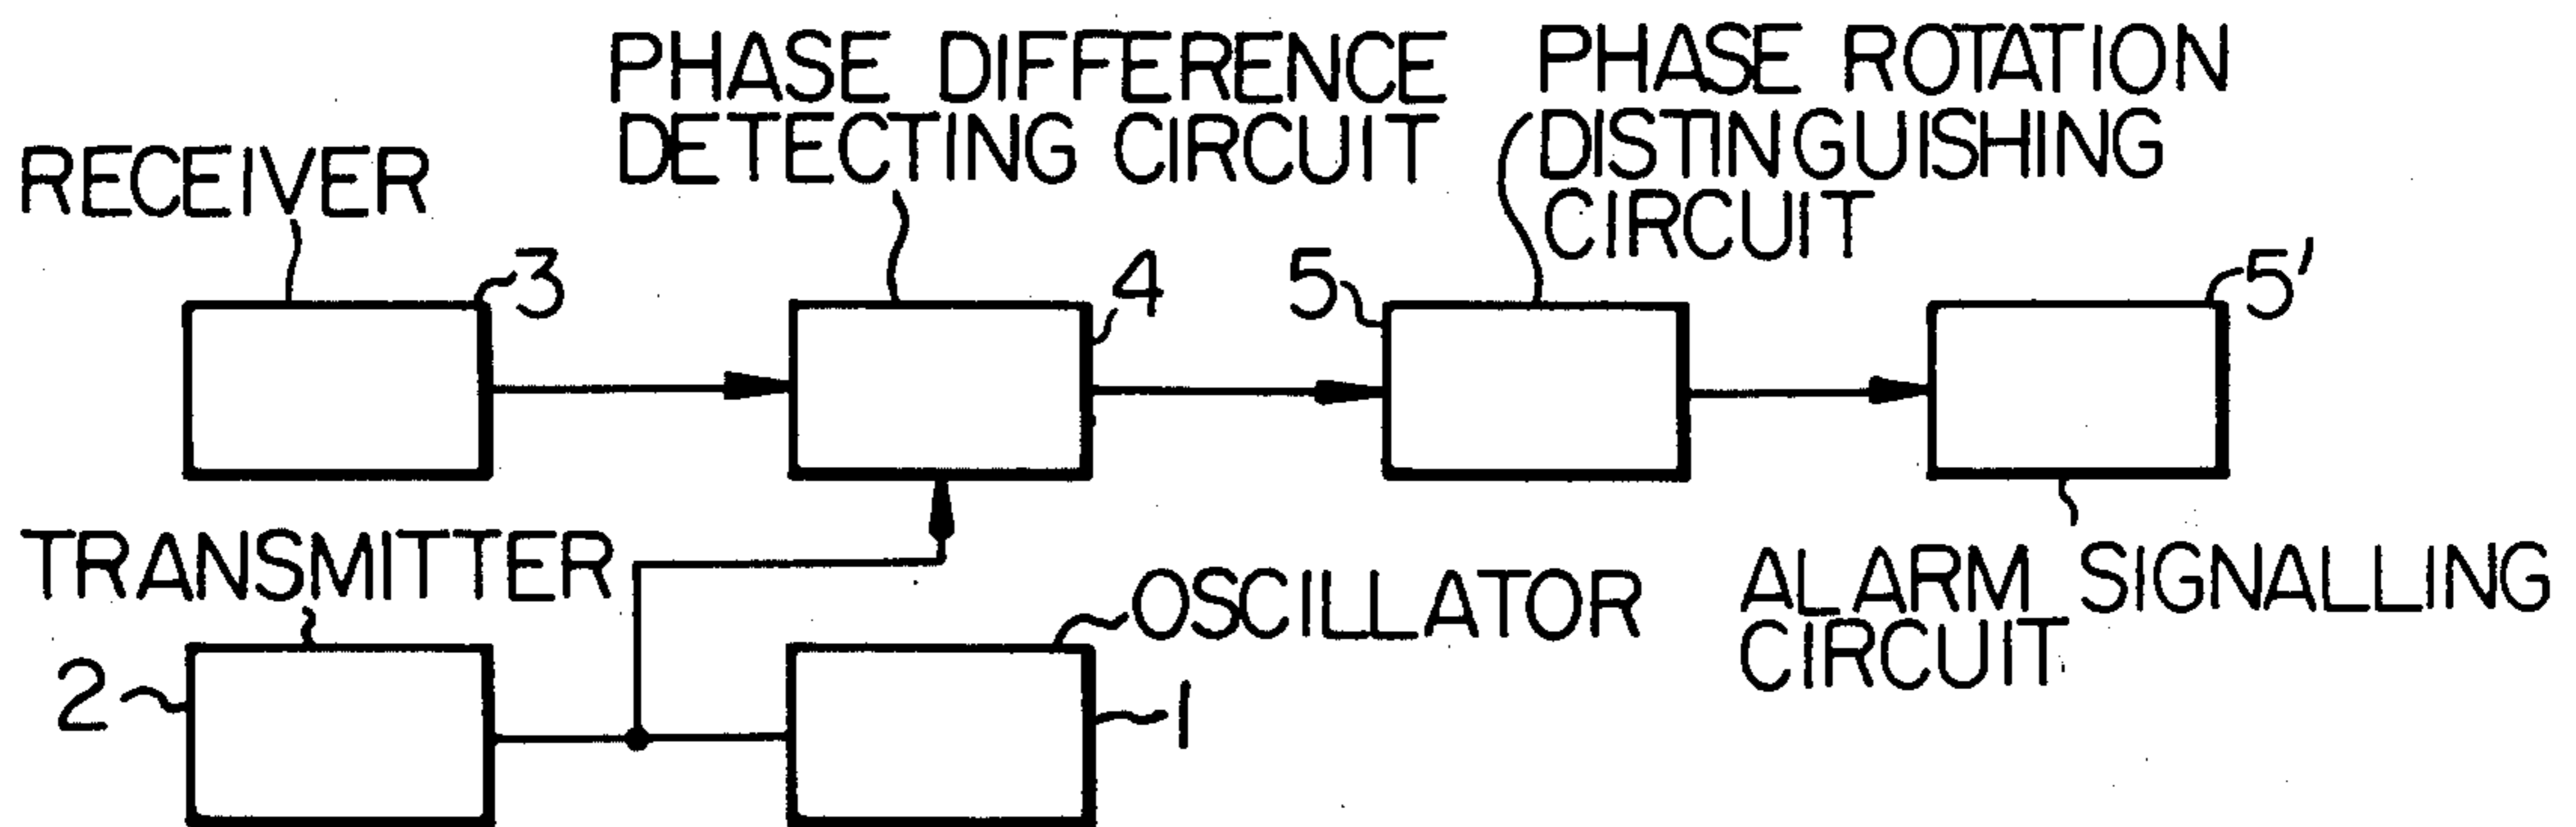 RECEIVER
3
PHASE DIFFERENCE
DETECTING CIRCUIT
4
PHASE ROTATION
DISTINGUISHING
CIRCUIT
5
5'
TRANSMITTER
2
OSCILLATOR
1
ALARM SIGNALLING
CIRCUIT